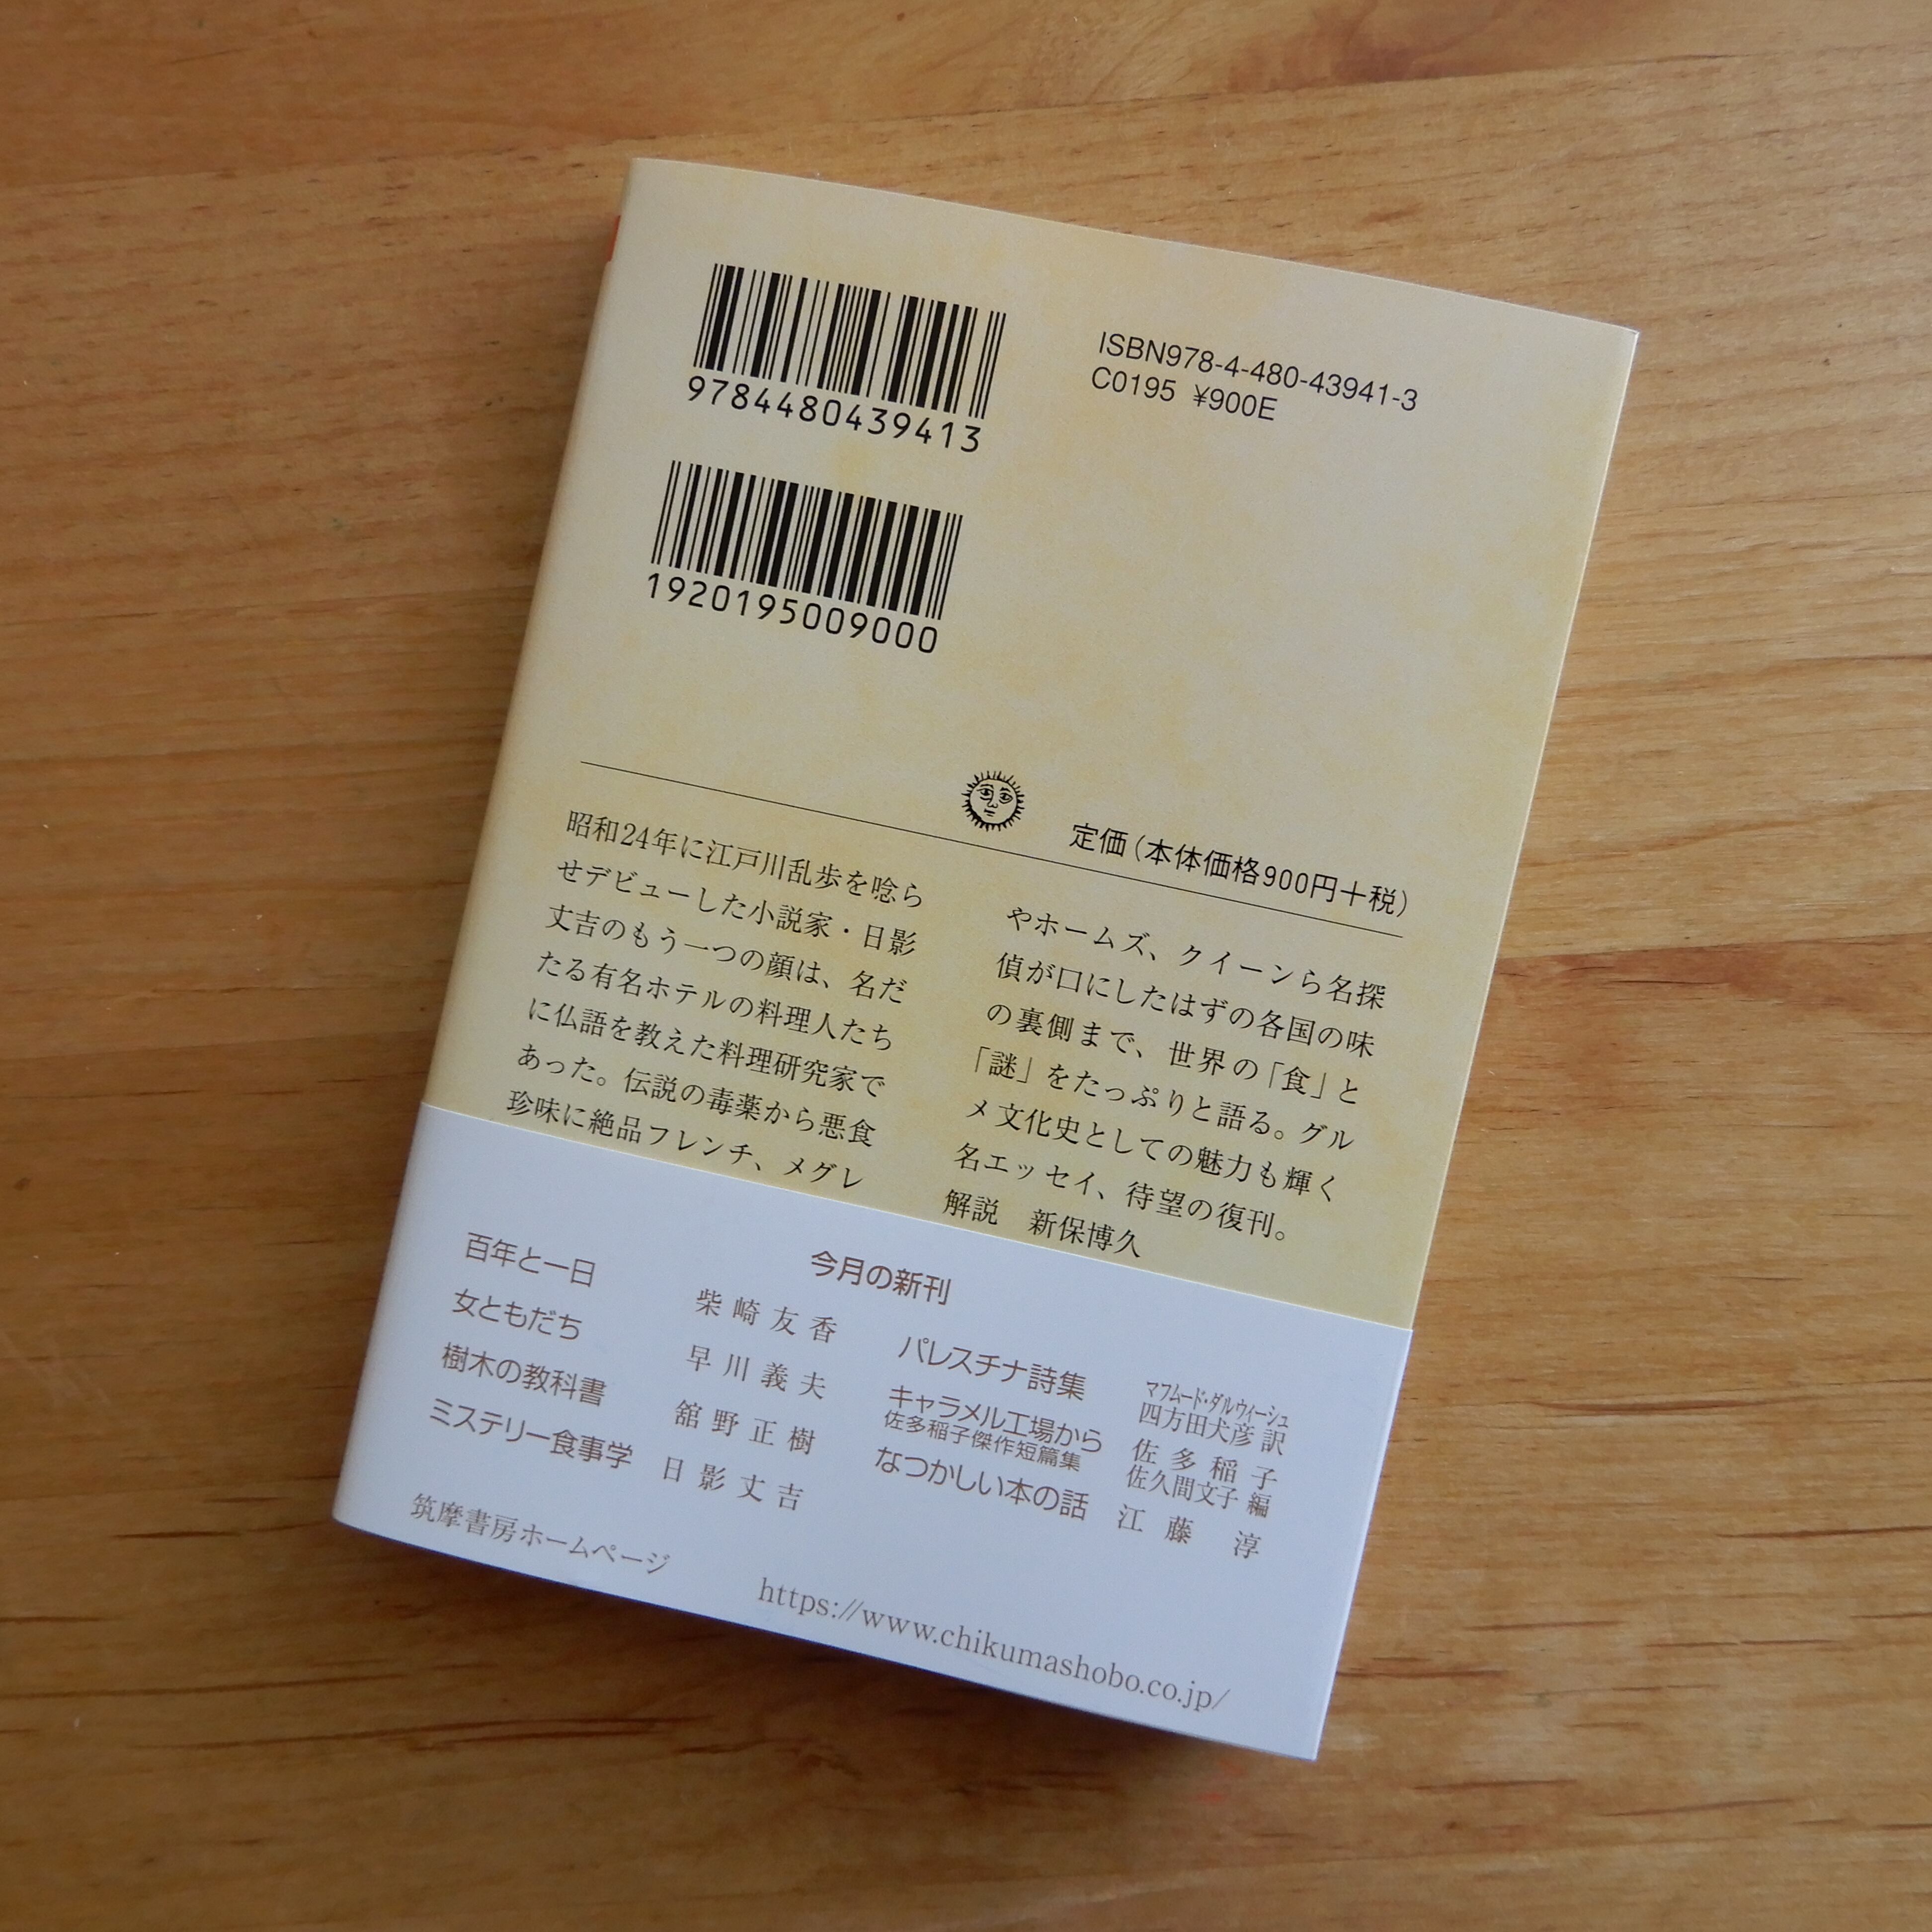 9784480439413
ISBN978-4-480-43941-3
C0195 ¥900E
1920195009000
定価(本体価格900円+税)
昭和24年に江戸川乱歩を唸ら
せデビューした小説家・日影
丈吉のもう一つの顔は、名だ
たる有名ホテルの料理人たち
に仏語を教えた料理研究家で
あった。伝説の毒薬から悪食
珍味に絶品フレンチ、メグレ
やホームズ、クイーンら名探
偵が口にしたはずの各国の味
の裏側まで、世界の「食」と
「謎」をたっぷりと語る。グル
メ文化史としての魅力も輝く
名エッセイ、待望の復刊。
解説 新保博久
今月の新刊
百年と一日 柴崎友香
女ともだち 早川義夫
樹木の教科書 舘野正樹
ミステリー食事学 日影丈吉
パレスチナ詩集 マフムード・ダルウィーシュ
四方田犬彦 訳
キャラメル工場から 佐多稲子
佐多稲子傑作短篇集 佐久間文子 編
なつかしい本の話 江藤淳
筑摩書房ホームページ https://www.chikumashobo.co.jp/